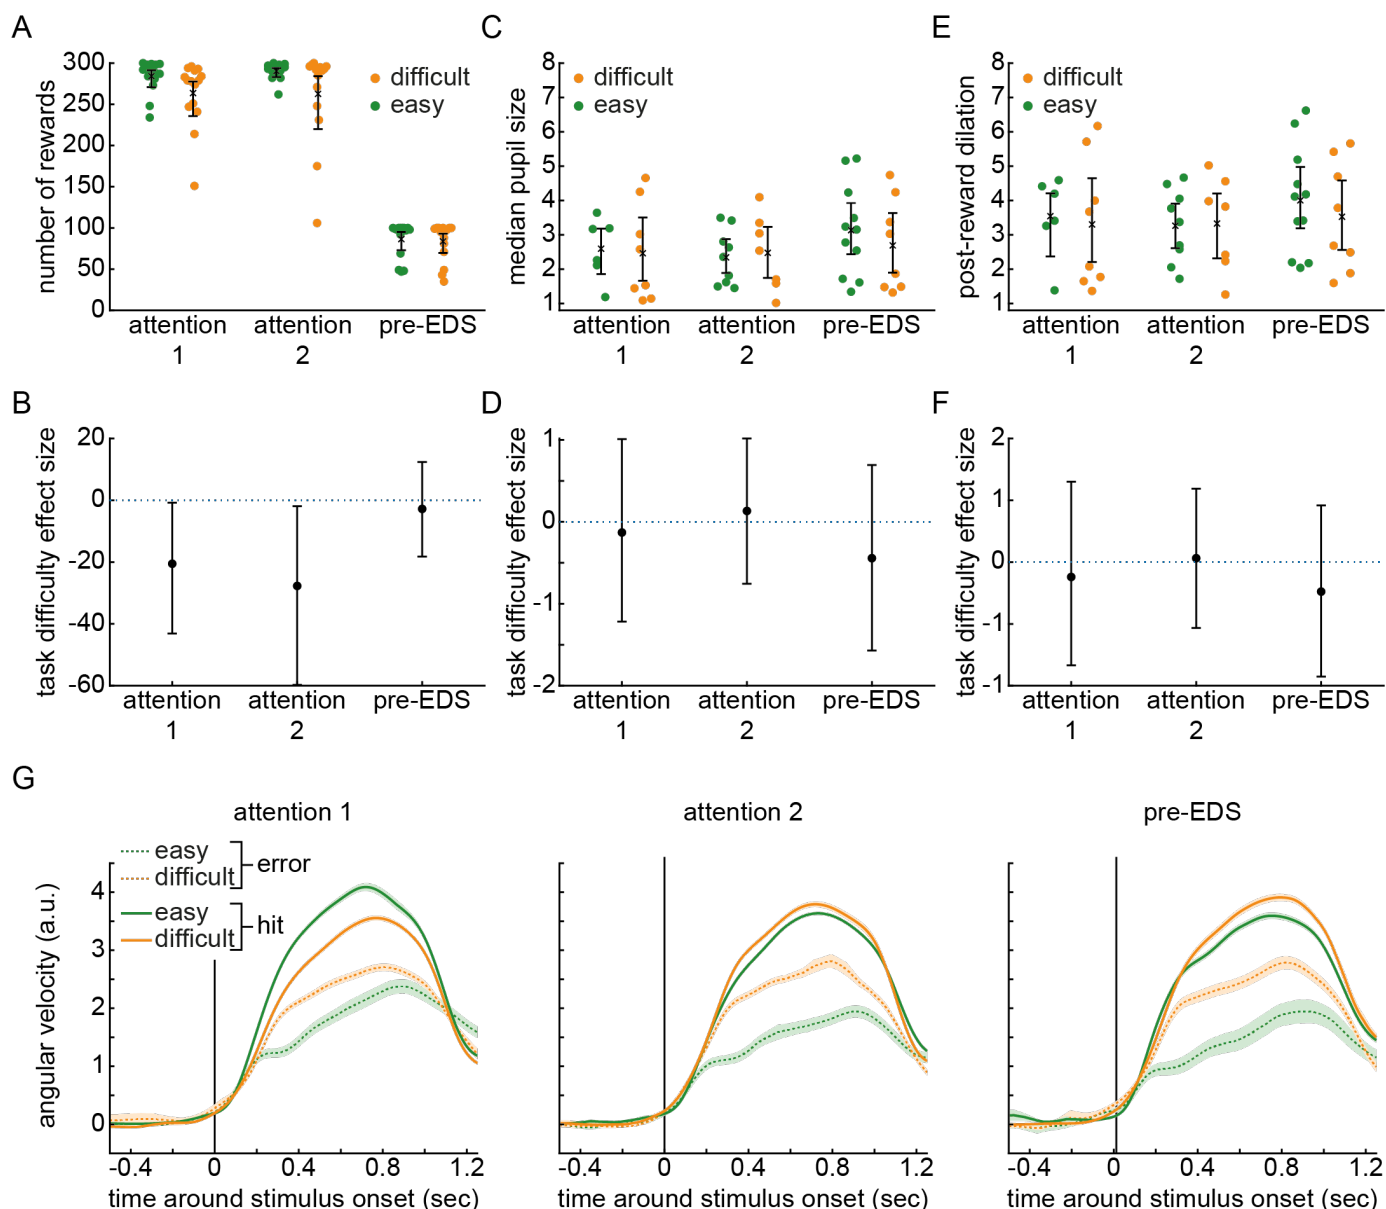 A
number of rewards
300
250
200
150
100
50
0
difficult
easy
attention
1
attention
2
pre-EDS
C
median pupil size
8
7
6
5
4
3
2
1
difficult
easy
attention
1
attention
2
pre-EDS
E
post-reward dilation
8
7
6
5
4
3
2
1
difficult
easy
attention
1
attention
2
pre-EDS
B
task difficulty effect size
20
0
-20
-40
-60
attention
1
attention
2
pre-EDS
D
task difficulty effect size
1
0
-1
-2
attention
1
attention
2
pre-EDS
F
task difficulty effect size
2
1
0
-1
-1
attention
1
attention
2
pre-EDS
G
attention 1
easy
difficult
error
easy
difficult
hit
angular velocity (a.u.)
4
3
2
1
0
-0.4 0 0.4 0.8 1.2
time around stimulus onset (sec)
attention 2
-0.4 0 0.4 0.8 1.2
time around stimulus onset (sec)
pre-EDS
-0.4 0 0.4 0.8 1.2
time around stimulus onset (sec)